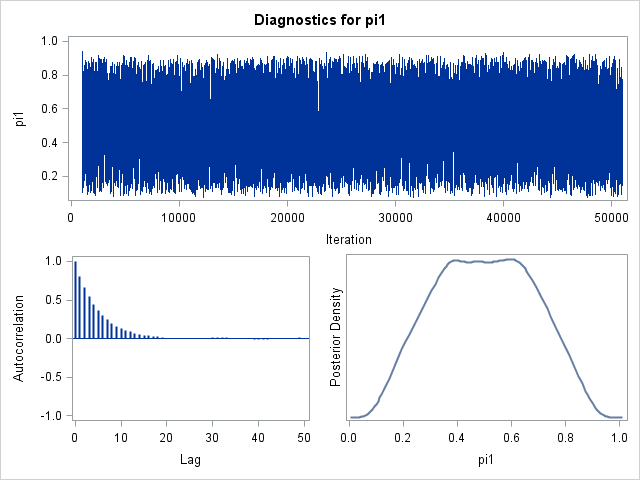 Diagnostics for pi1
1.0
0.8
0.6
0.4
0.2
pi1
0 10000 20000 30000 40000 50000
Iteration
1.0
0.5
0.0
-0.5
-1.0
Autocorrelation
0 10 20 30 40 50
Lag
Posterior Density
0.0 0.2 0.4 0.6 0.8 1.0
pi1